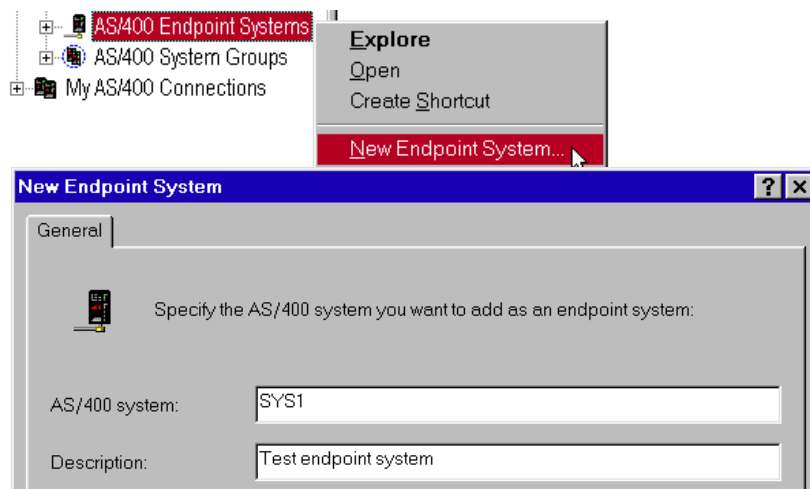 AS/400 Endpoint Systems
AS/400 System Groups
My AS/400 Connections
Explore
Open
Create Shortcut
New Endpoint System...
New Endpoint System
General
Specify the AS/400 system you want to add as an endpoint system:
AS/400 system:
SYS1
Description:
Test endpoint system